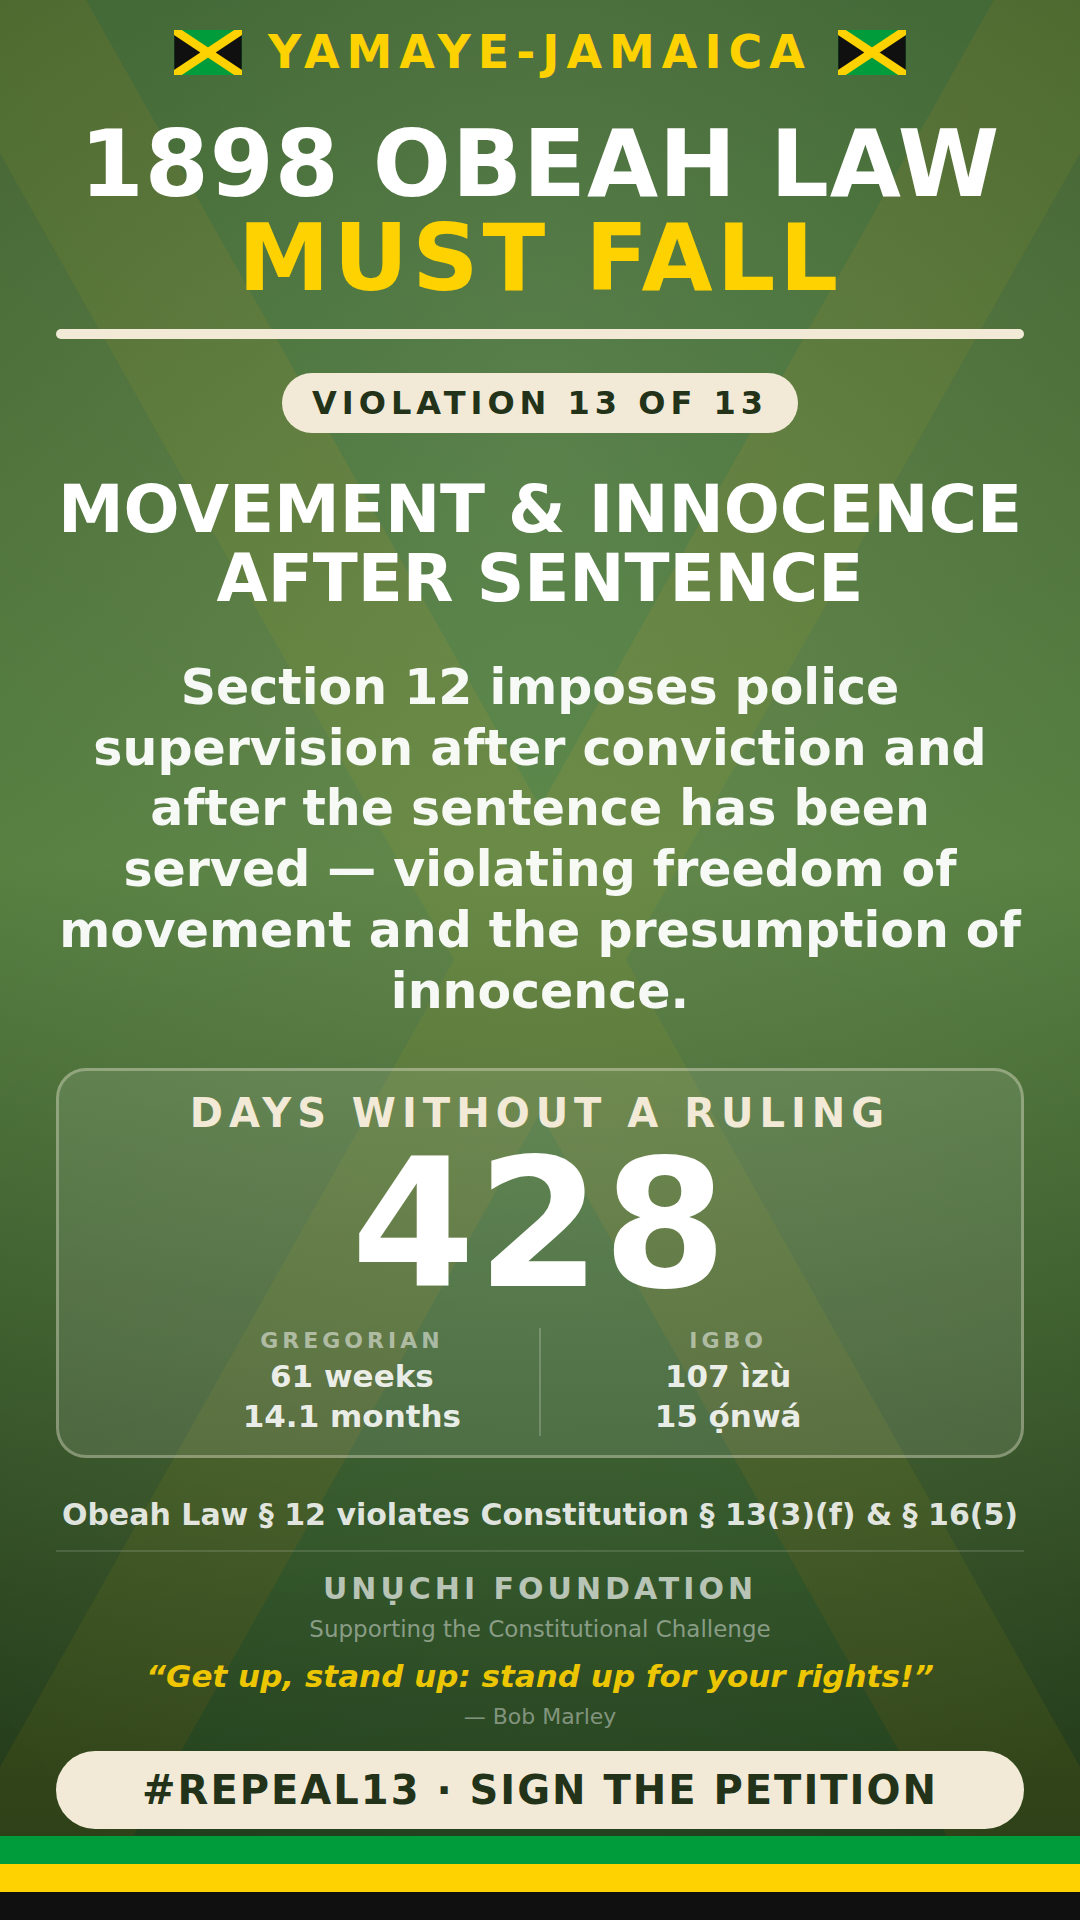 YAMAYE-JAMAICA
1898 OBEAH LAW
MUST FALL
VIOLATION 13 OF 13
MOVEMENT & INNOCENCE
AFTER SENTENCE
Section 12 imposes police
supervision after conviction and
after the sentence has been
served — violating freedom of
movement and the presumption of
innocence.
DAYS WITHOUT A RULING
428
GREGORIAN
61 weeks
14.1 months
IGBO
107 ìzù
15 ọ́nwá
Obeah Law § 12 violates Constitution § 13(3)(f) & § 16(5)
UNỤCHI FOUNDATION
Supporting the Constitutional Challenge
“Get up, stand up: stand up for your rights!”
— Bob Marley
#REPEAL13 · SIGN THE PETITION